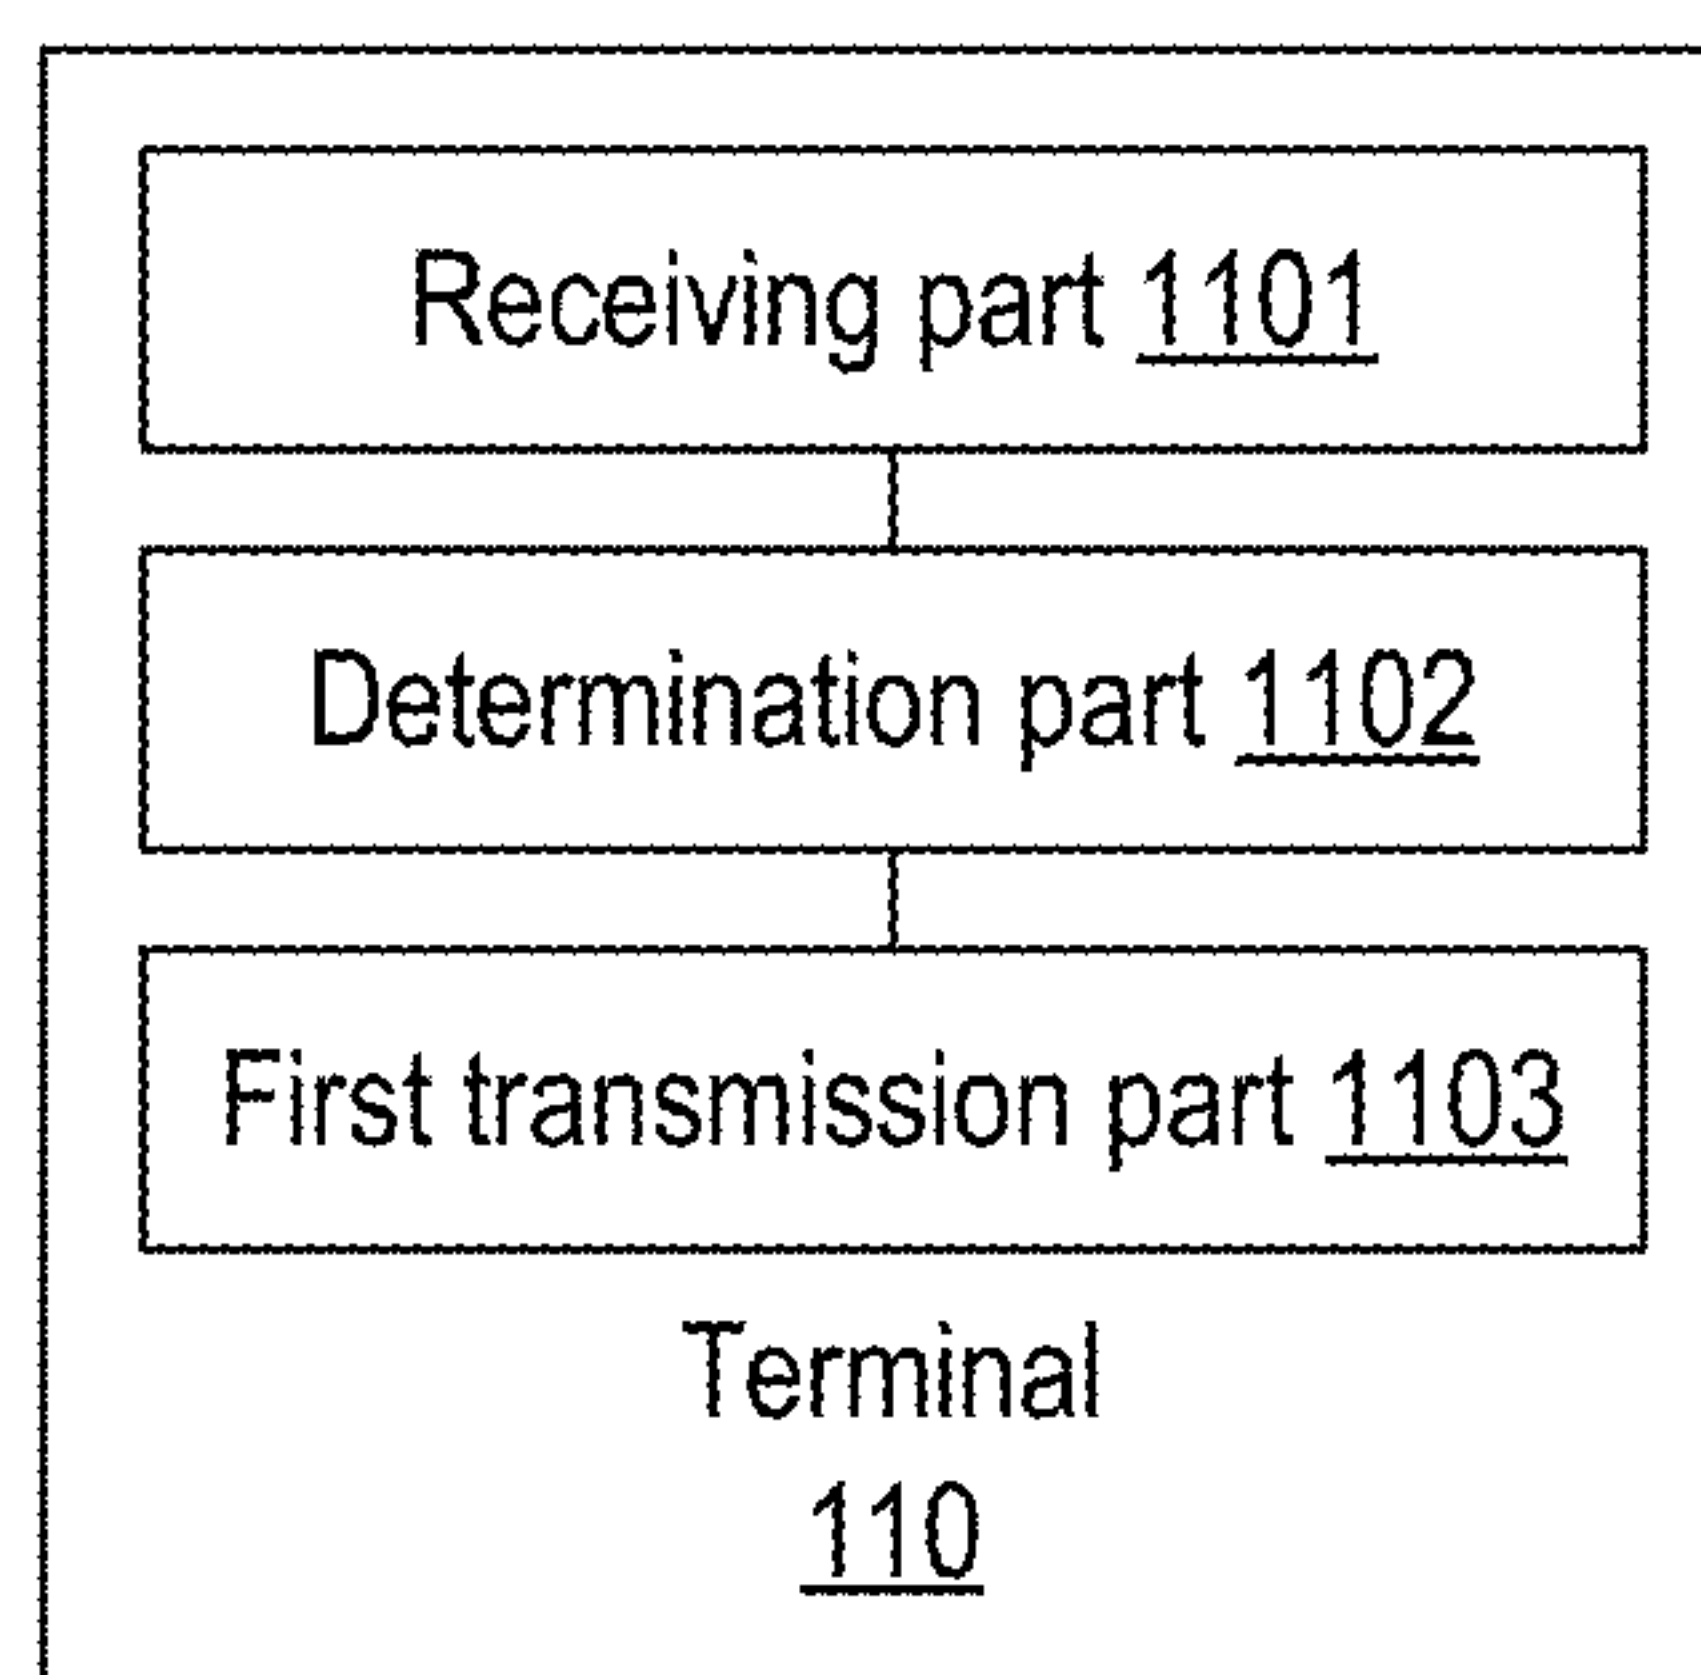 Receiving part 1101
Determination part 1102
First transmission part 1103
Terminal
110